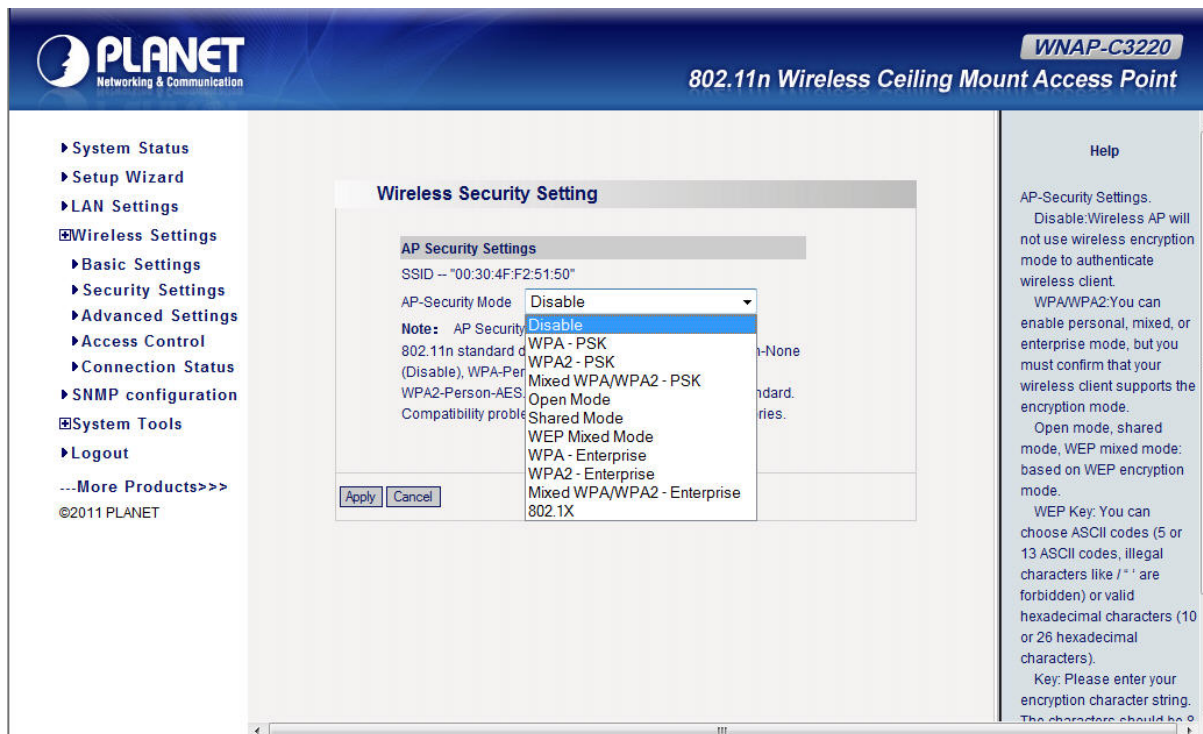 PLANET
Networking & Communication
WNAP-C3220
802.11n Wireless Ceiling Mount Access Point
System Status
Setup Wizard
LAN Settings
Wireless Settings
Basic Settings
Security Settings
Advanced Settings
Access Control
Connection Status
SNMP configuration
System Tools
Logout
---More Products>>>
©2011 PLANET
Wireless Security Setting
AP Security Settings
SSID -- "00:30:4F:F2:51:50"
AP-Security Mode Disable
Note: AP Security
802.11n standard
-None
(Disable), WPA-Per
WPA2-Person-AES.
ndard.
Compatibility proble
ries.
Disable
WPA - PSK
WPA2 - PSK
Mixed WPA/WPA2 - PSK
Open Mode
Shared Mode
WEP Mixed Mode
WPA - Enterprise
WPA2 - Enterprise
Mixed WPA/WPA2 - Enterprise
802.1X
Apply Cancel
Help
AP-Security Settings.
Disable:Wireless AP will
not use wireless encryption
mode to authenticate
wireless client.
WPA/WPA2:You can
enable personal, mixed, or
enterprise mode, but you
must confirm that your
wireless client supports the
encryption mode.
Open mode, shared
mode, WEP mixed mode:
based on WEP encryption
mode.
WEP Key: You can
choose ASCII codes (5 or
13 ASCII codes, illegal
characters like / " ' are
forbidden) or valid
hexadecimal characters (10
or 26 hexadecimal
characters).
Key: Please enter your
encryption character string.
The characters should be 8